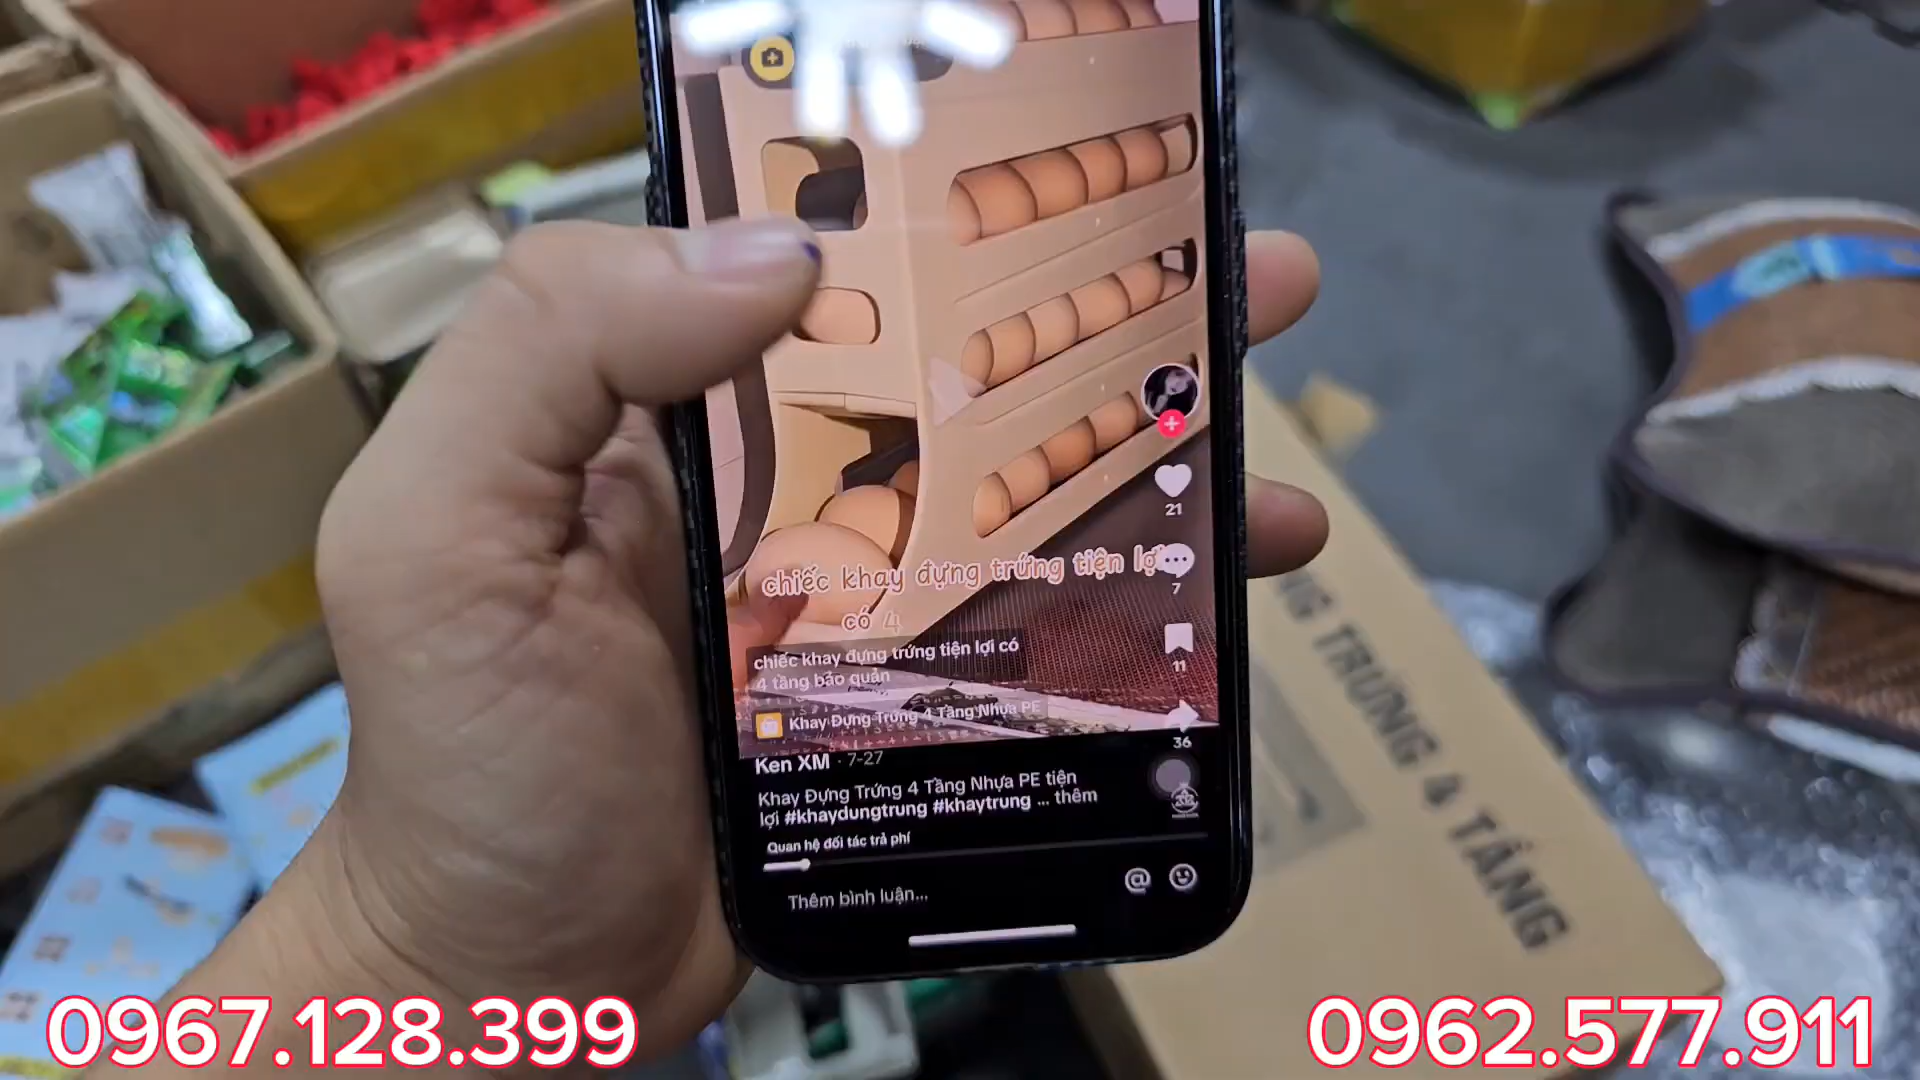 21
chiếc khay đựng trứng tiện lợi
có 4
7
chiếc khay đựng trứng tiện lợi có
4 tầng bảo quản
11
Khay Đựng Trứng 4 Tầng Nhựa PE
36
Ken XM · 7-27
Khay Đựng Trứng 4 Tầng Nhựa PE tiện
lợi #khaydungtrung #khaytrung ... thêm
Quan hệ đối tác trả phí
Thêm bình luận...
TRỨNG 4 TẦNG
0967.128.399
0962.577.911